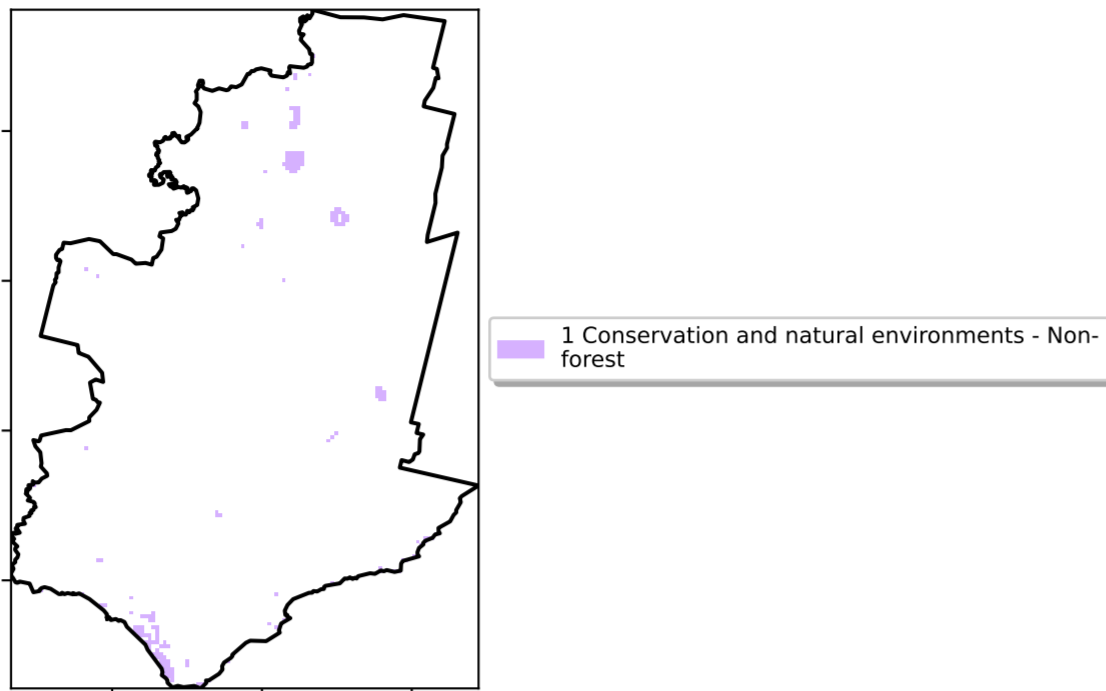 1 Conservation and natural environments - Non-
forest